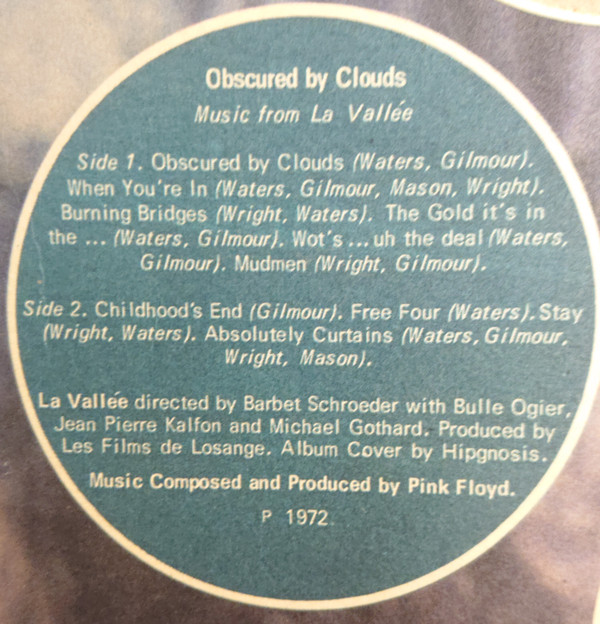 Obscured by Clouds
Music from La Vallée
Side 1. Obscured by Clouds (Waters, Gilmour).
When You're In (Waters, Gilmour, Mason, Wright).
Burning Bridges (Wright, Waters). The Gold it's in
the ... (Waters, Gilmour). Wot's...uh the deal (Waters,
Gilmour). Mudmen (Wright, Gilmour).
Side 2. Childhood's End (Gilmour). Free Four (Waters). Stay
(Wright, Waters). Absolutely Curtains (Waters, Gilmour,
Wright, Mason).
La Vallée directed by Barbet Schroeder with Bulle Ogier,
Jean Pierre Kalfon and Michael Gothard. Produced by
Les Films de Losange. Album Cover by Hipgnosis.
Music Composed and Produced by Pink Floyd.
P 1972